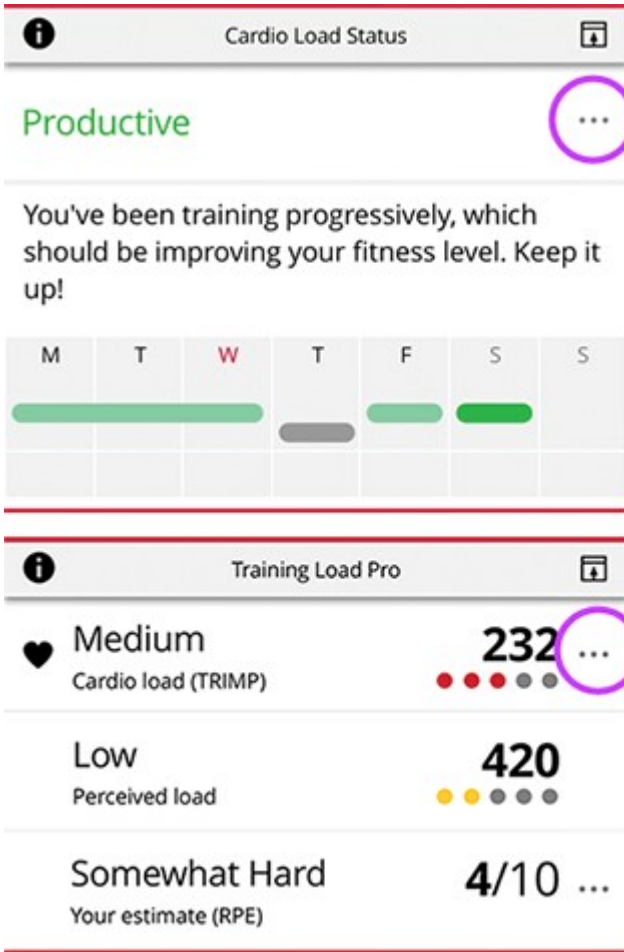 Cardio Load Status
Productive
...
You've been training progressively, which
should be improving your fitness level. Keep it
up!
M T W T F S S
Training Load Pro
Medium 232 ...
Cardio load (TRIMP)
Low 420
Perceived load
Somewhat Hard 4/10 ...
Your estimate (RPE)